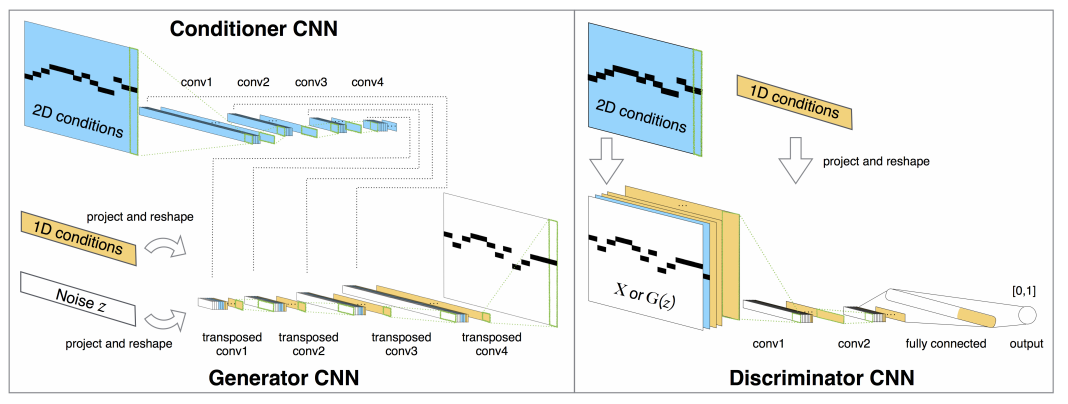 Conditioner CNN
conv1 conv2 conv3 conv4
2D conditions
project and reshape
1D conditions
Noise z
project and reshape
transposed conv1
transposed conv2
transposed conv3
transposed conv4
Generator CNN
2D conditions
1D conditions
project and reshape
X or G(z)
[0,1]
conv1 conv2 fully connected output
Discriminator CNN